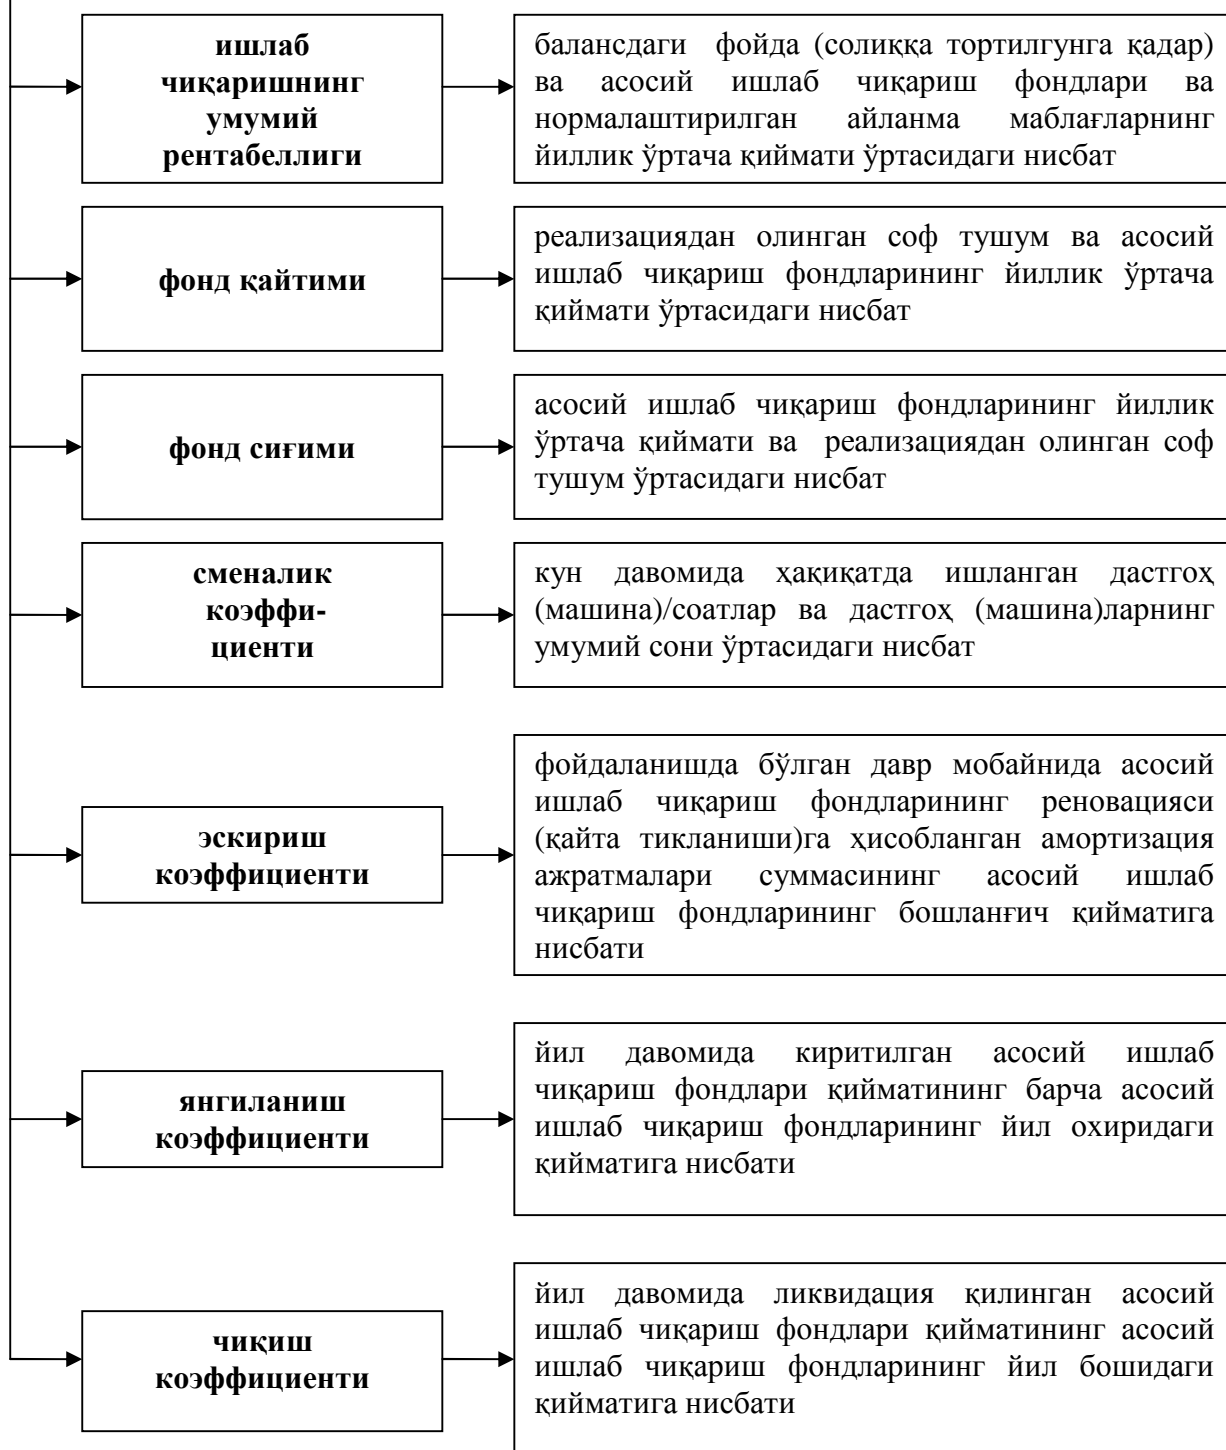 ишлаб
чиқаришнинг
умумий
рентабеллиги
балансдаги фойда (солиққа тортилгунга қадар)
ва асосий ишлаб чиқариш фондлари ва
нормалаштирилган айланма маблағларнинг
йиллик ўртача қиймати ўртасидаги нисбат
фонд қайтими
реализациядан олинган соф тушум ва асосий
ишлаб чиқариш фондларининг йиллик ўртача
қиймати ўртасидаги нисбат
фонд сиғими
асосий ишлаб чиқариш фондларининг йиллик
ўртача қиймати ва реализациядан олинган соф
тушум ўртасидаги нисбат
сменалик
коэффи-
циенти
кун давомида ҳақиқатда ишланган дастгоҳ
(машина)/соатлар ва дастгоҳ (машина)ларнинг
умумий сони ўртасидаги нисбат
эскириш
коэффициенти
фойдаланишда бўлган давр мобайнида асосий
ишлаб чиқариш фондларининг реновацияси
(қайта тикланиши)га ҳисобланган амортизация
ажратмалари суммасининг асосий ишлаб
чиқариш фондларининг бошланғич қийматига
нисбати
янгиланиш
коэффициенти
йил давомида киритилган асосий ишлаб
чиқариш фондлари қийматининг барча асосий
ишлаб чиқариш фондларининг йил охиридаги
қийматига нисбати
чиқиш
коэффициенти
йил давомида ликвидация қилинган асосий
ишлаб чиқариш фондлари қийматининг асосий
ишлаб чиқариш фондларининг йил бошидаги
қийматига нисбати